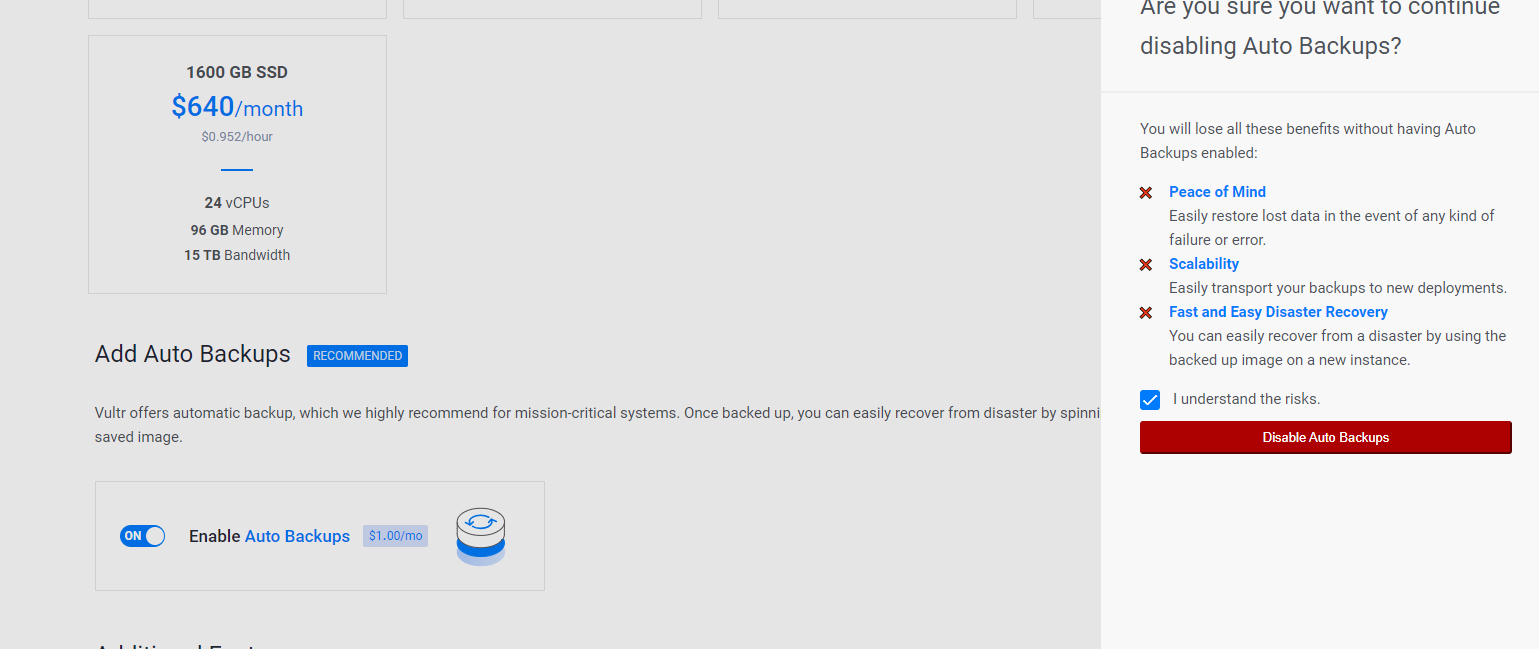 1600 GB SSD
$640/month
$0.952/hour
24 vCPUs
96 GB Memory
15 TB Bandwidth
Add Auto Backups RECOMMENDED
Vultr offers automatic backup, which we highly recommend for mission-critical systems. Once backed up, you can easily recover from disaster by spinni
saved image.
ON Enable Auto Backups $1.00/mo
Are you sure you want to continue
disabling Auto Backups?
You will lose all these benefits without having Auto
Backups enabled:
Peace of Mind
Easily restore lost data in the event of any kind of
failure or error.
Scalability
Easily transport your backups to new deployments.
Fast and Easy Disaster Recovery
You can easily recover from a disaster by using the
backed up image on a new instance.
I understand the risks.
Disable Auto Backups